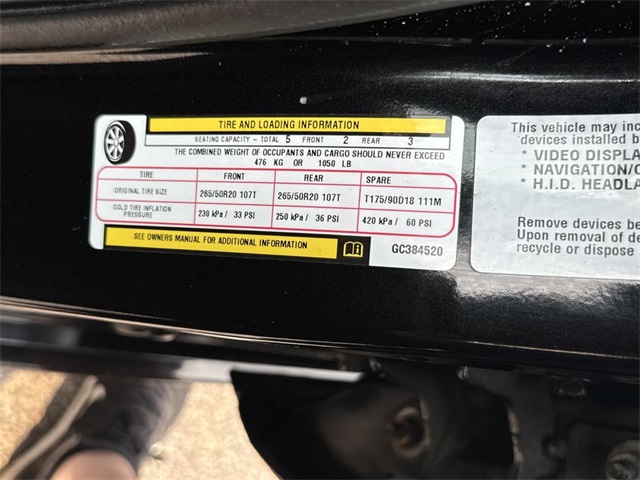 TIRE AND LOADING INFORMATION
SEATING CAPACITY - TOTAL 5 FRONT 2 REAR 3
THE COMBINED WEIGHT OF OCCUPANTS AND CARGO SHOULD NEVER EXCEED
476 KG OR 1050 LB
TIRE FRONT REAR SPARE
ORIGINAL TIRE SIZE 265/50R20 107T 265/50R20 107T T175/90D18 111M
COLD TIRE INFLATION PRESSURE 230 kPa / 33 PSI 250 kPa / 36 PSI 420 kPa / 60 PSI
SEE OWNERS MANUAL FOR ADDITIONAL INFORMATION
GC384520
This vehicle may inc
devices installed b
* VIDEO DISPLA
* NAVIGATION/
* H.I.D. HEADLA
Remove devices be
Upon removal of de
recycle or dispose